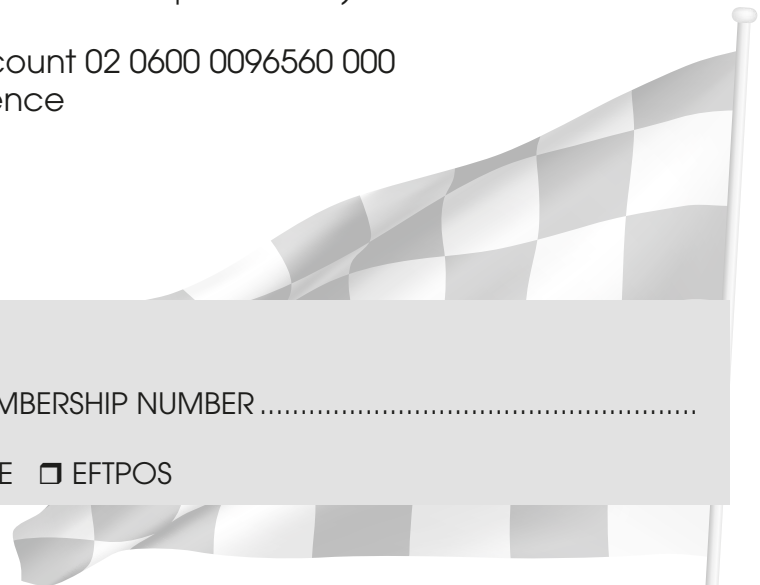 count 02 0600 0096560 000
ence
MBERSHIP NUMBER ......................................................
E ❒ EFTPOS